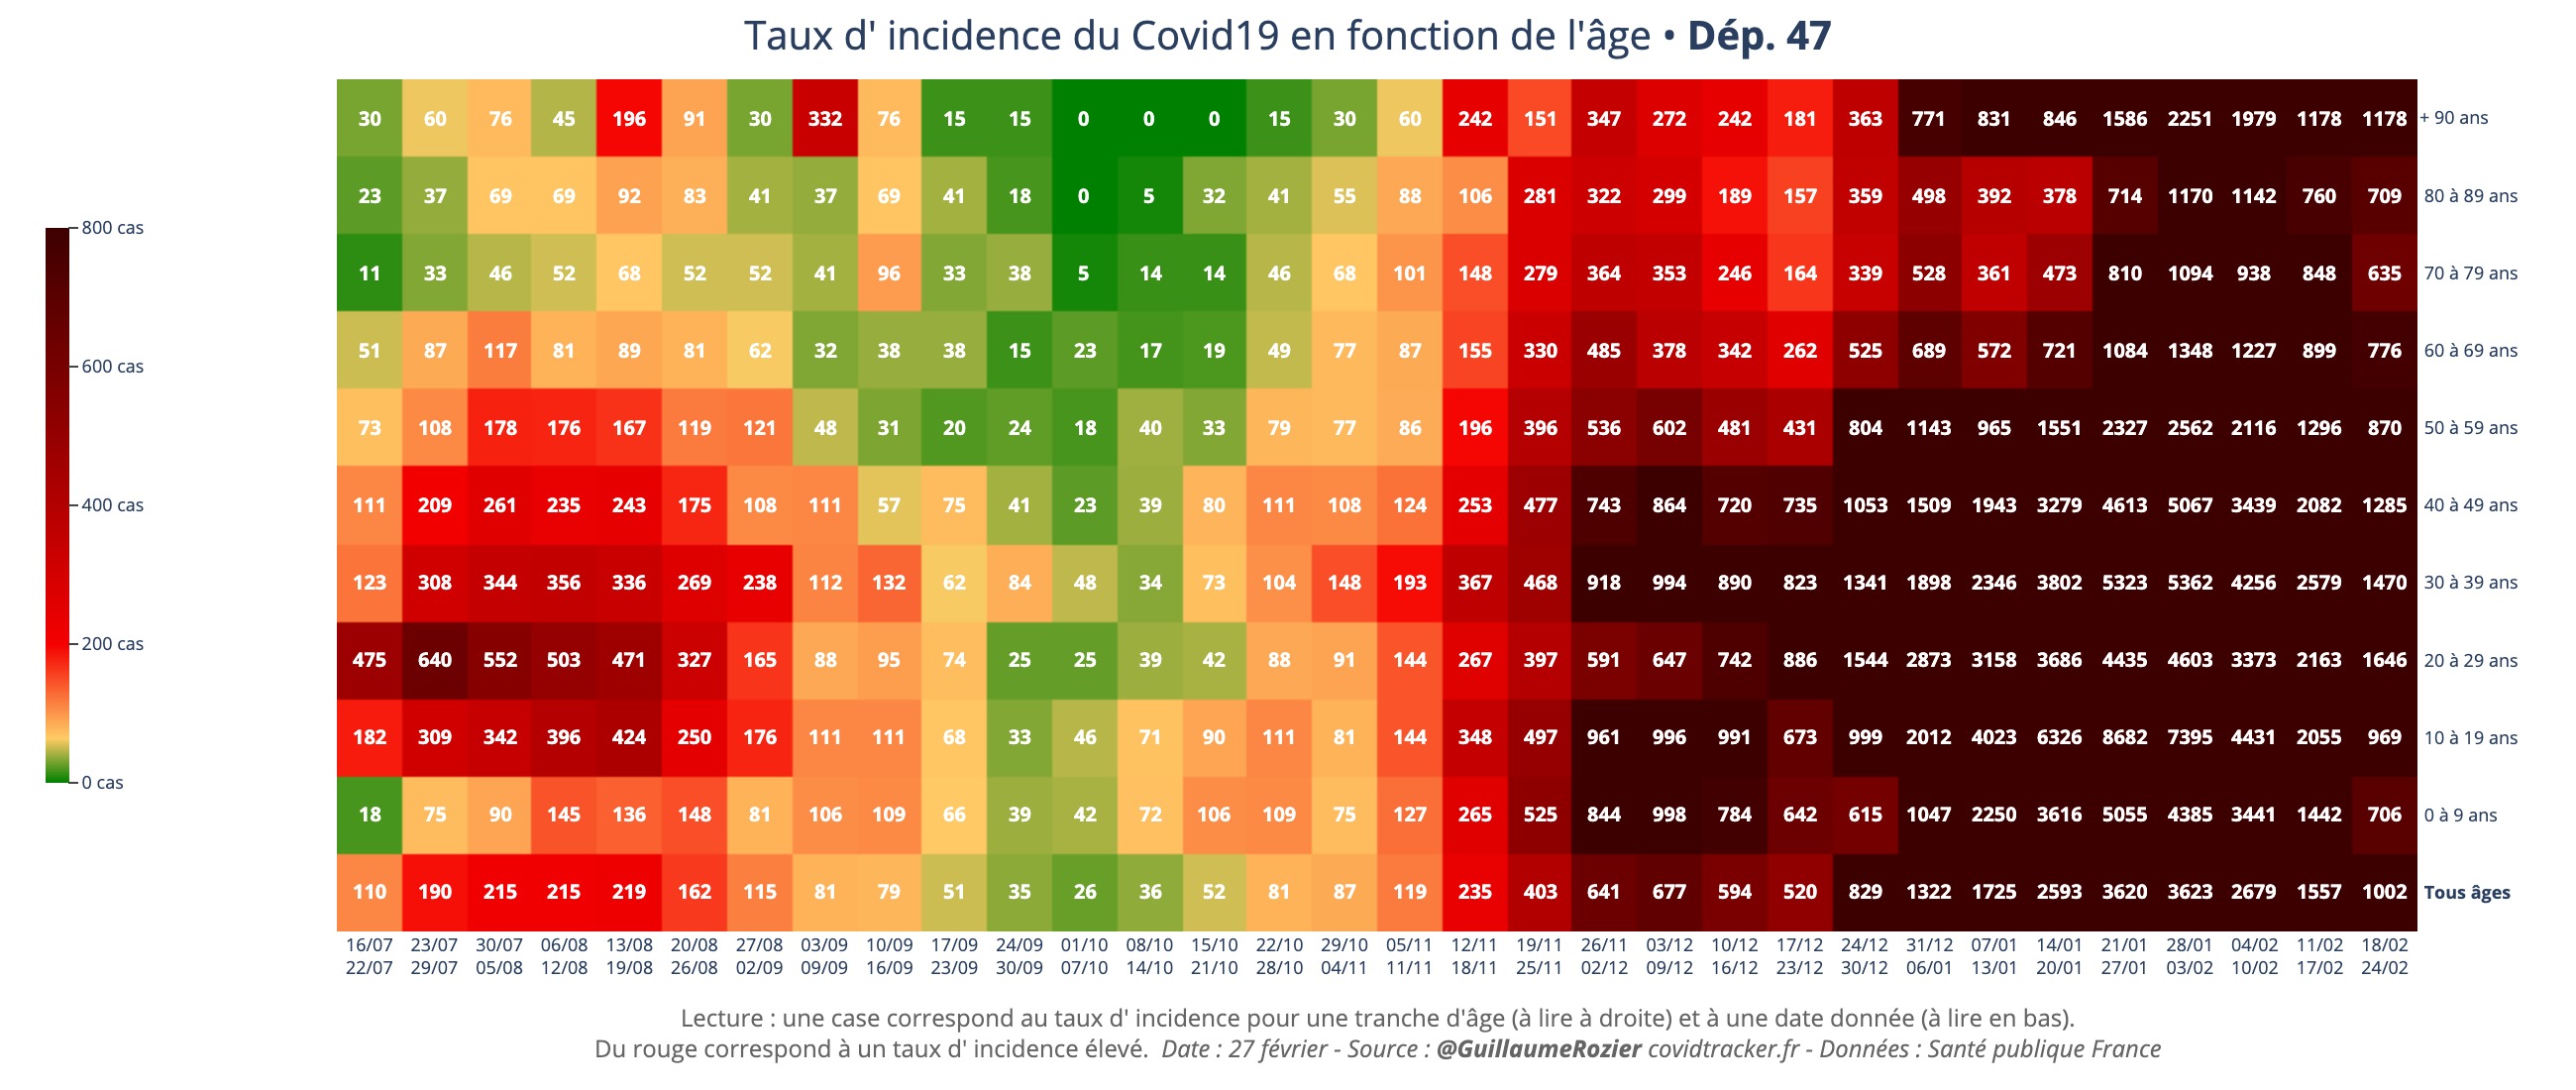 Taux d' incidence du Covid19 en fonction de l'âge • Dép. 47
30 60 76 45 196 91 30 332 76 15 15 0 0 0 15 30 60 242 151 347 272 242 181 363 771 831 846 1586 2251 1979 1178 1178 + 90 ans
23 37 69 69 92 83 41 37 69 41 18 0 5 32 41 55 88 106 281 322 299 189 157 359 498 392 378 714 1170 1142 760 709 80 à 89 ans
800 cas
11 33 46 52 68 52 52 41 96 33 38 5 14 14 46 68 101 148 279 364 353 246 164 339 528 361 473 810 1094 938 848 635 70 à 79 ans
51 87 117 81 89 81 62 32 38 38 15 23 17 19 49 77 87 155 330 485 378 342 262 525 689 572 721 1084 1348 1227 899 776 60 à 69 ans
600 cas
73 108 178 176 167 119 121 48 31 20 24 18 40 33 79 77 86 196 396 536 602 481 431 804 1143 965 1551 2327 2562 2116 1296 870 50 à 59 ans
400 cas
111 209 261 235 243 175 108 111 57 75 41 23 39 80 111 108 124 253 477 743 864 720 735 1053 1509 1943 3279 4613 5067 3439 2082 1285 40 à 49 ans
123 308 344 356 336 269 238 112 132 62 84 48 34 73 104 148 193 367 468 918 994 890 823 1341 1898 2346 3802 5323 5362 4256 2579 1470 30 à 39 ans
200 cas
475 640 552 503 471 327 165 88 95 74 25 25 39 42 88 91 144 267 397 591 647 742 886 1544 2873 3158 3686 4435 4603 3373 2163 1646 20 à 29 ans
182 309 342 396 424 250 176 111 111 68 33 46 71 90 111 81 144 348 497 961 996 991 673 999 2012 4023 6326 8682 7395 4431 2055 969 10 à 19 ans
0 cas
18 75 90 145 136 148 81 106 109 66 39 42 72 106 109 75 127 265 525 844 998 784 642 615 1047 2250 3616 5055 4385 3441 1442 706 0 à 9 ans
110 190 215 215 219 162 115 81 79 51 35 26 36 52 81 87 119 235 403 641 677 594 520 829 1322 1725 2593 3620 3623 2679 1557 1002 Tous âges
16/07 23/07 30/07 06/08 13/08 20/08 27/08 03/09 10/09 17/09 24/09 01/10 08/10 15/10 22/10 29/10 05/11 12/11 19/11 26/11 03/12 10/12 17/12 24/12 31/12 07/01 14/01 21/01 28/01 04/02 11/02 18/02
22/07 29/07 05/08 12/08 19/08 26/08 02/09 09/09 16/09 23/09 30/09 07/10 14/10 21/10 28/10 04/11 11/11 18/11 25/11 02/12 09/12 16/12 23/12 30/12 06/01 13/01 20/01 27/01 03/02 10/02 17/02 24/02
Lecture : une case correspond au taux d' incidence pour une tranche d'âge (à lire à droite) et à une date donnée (à lire en bas).
Du rouge correspond à un taux d' incidence élevé. Date : 27 février - Source : @GuillaumeRozier covidtracker.fr - Données : Santé publique France